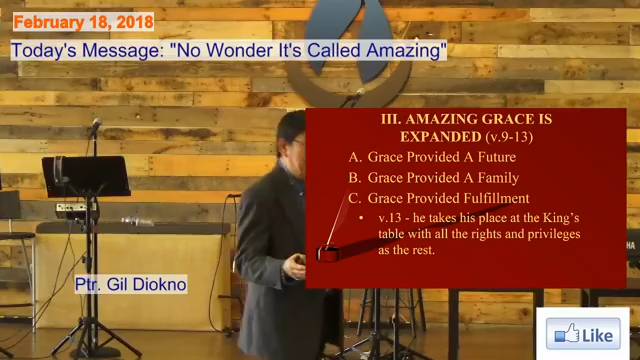 February 18, 2018
Today's Message: "No Wonder It's Called Amazing"
III. AMAZING GRACE IS
EXPANDED (v.9-13)
A. Grace Provided A Future
B. Grace Provided A Family
C. Grace Provided Fulfillment
• v.13 - he takes his place at the King's
table with all the rights and privileges
as the rest.
Ptr. Gil Diokno
Like